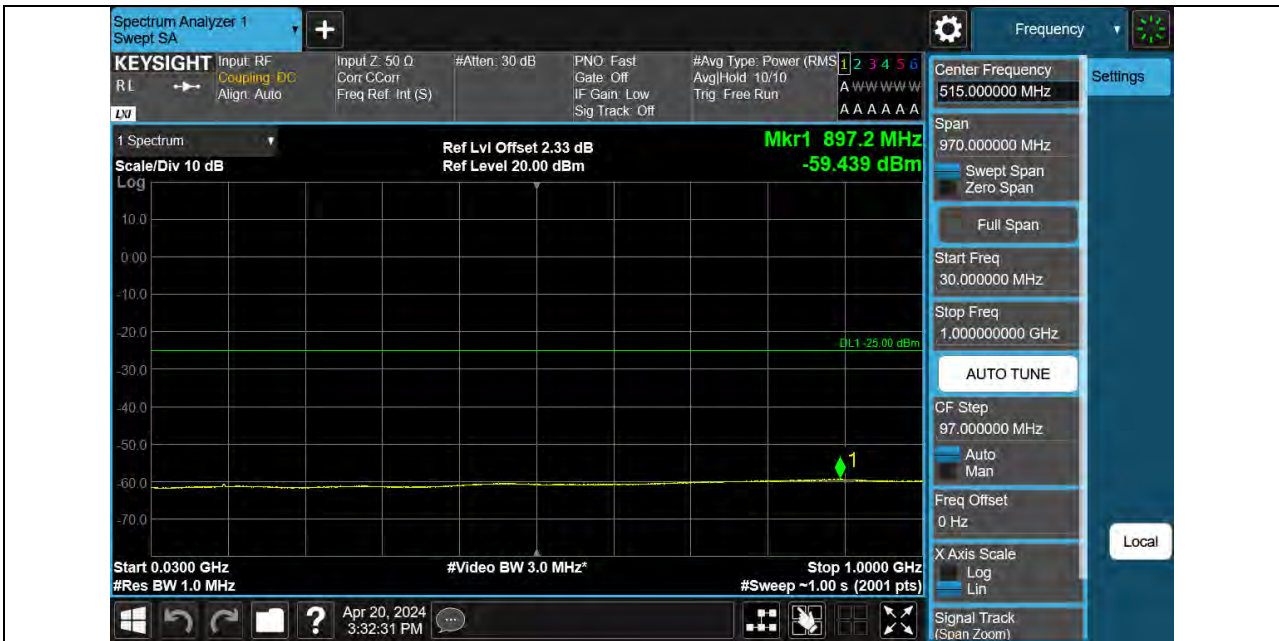 Spectrum Analyzer 1
Swept SA
+
Frequency
KEYSIGHT
RL
LXI
Input: RF
Coupling: DC
Align: Auto
Input Z: 50 Ω
Corr CCorr
Freq Ref: Int (S)
#Atten: 30 dB
PNO: Fast
Gate: Off
IF Gain: Low
Sig Track: Off
#Avg Type: Power (RMS
Avg|Hold: 10/10
Trig: Free Run
1 2 3 4 5 6
A W W W W W
A A A A A A
1 Spectrum
Scale/Div 10 dB
Log
Ref Lvl Offset 2.33 dB
Ref Level 20.00 dBm
Mkr1 897.2 MHz
-59.439 dBm
10.0
0.00
-10.0
-20.0
DL1 -25.00 dBm
-30.0
-40.0
-50.0
1
-60.0
-70.0
Start 0.0300 GHz
#Video BW 3.0 MHz*
Stop 1.0000 GHz
#Res BW 1.0 MHz
#Sweep ~1.00 s (2001 pts)
?
Apr 20, 2024
3:32:31 PM
Center Frequency
515.000000 MHz
Settings
Span
970.000000 MHz
Swept Span
Zero Span
Full Span
Start Freq
30.000000 MHz
Stop Freq
1.000000000 GHz
AUTO TUNE
CF Step
97.000000 MHz
Auto
Man
Freq Offset
0 Hz
Local
X Axis Scale
Log
Lin
Signal Track
(Span Zoom)